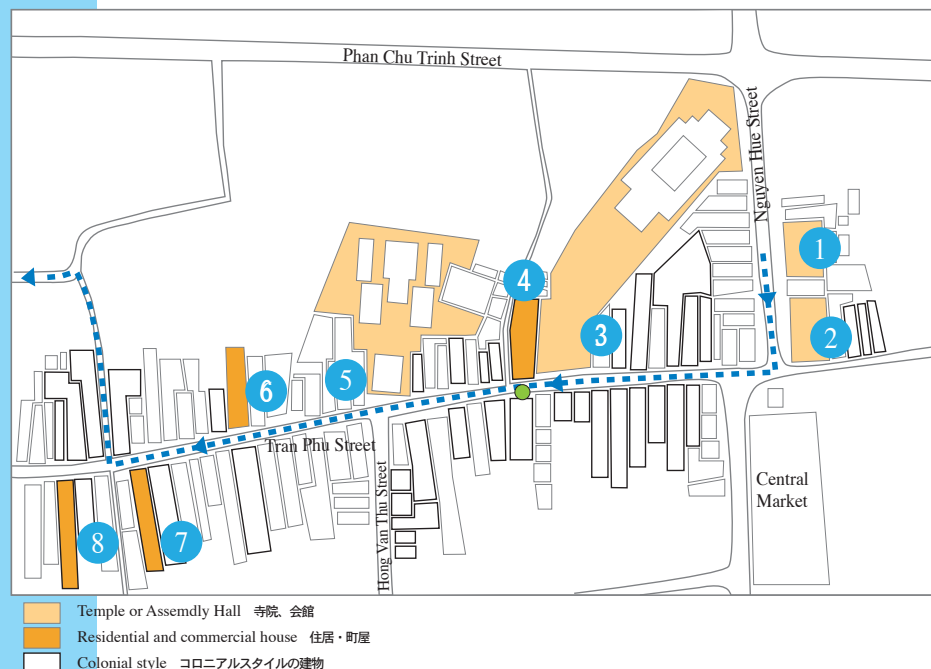 Phan Chu Trinh Street
Nguyen Hue Street
1
4
2
3
5
6
Tran Phu Street
Hong Van Thu Street
Central
Market
8
7
Temple or Assemdly Hall 寺院、会館
Residential and commercial house 住居・町屋
Colonial style コロニアルスタイルの建物